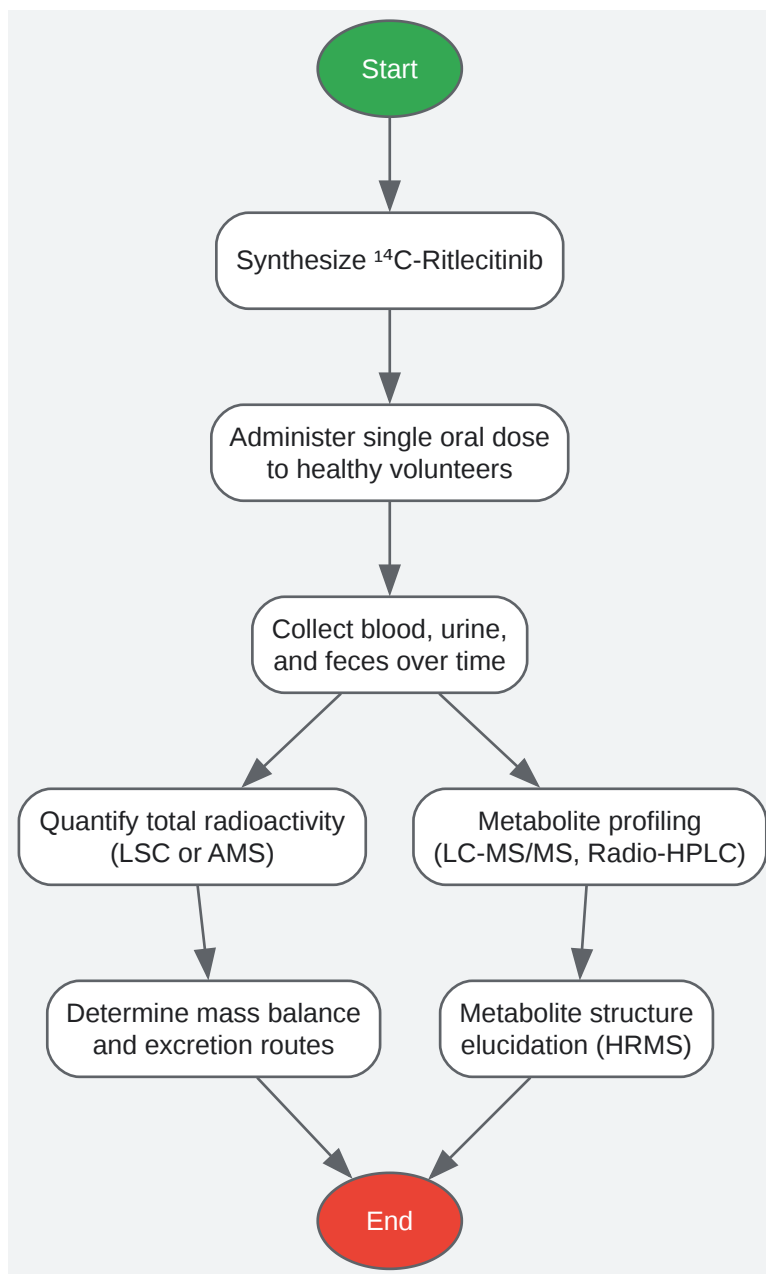 Start
Synthesize ¹⁴C-Ritlecitinib
Administer single oral dose
to healthy volunteers
Collect blood, urine,
and feces over time
Quantify total radioactivity
(LSC or AMS)
Metabolite profiling
(LC-MS/MS, Radio-HPLC)
Determine mass balance
and excretion routes
Metabolite structure
elucidation (HRMS)
End